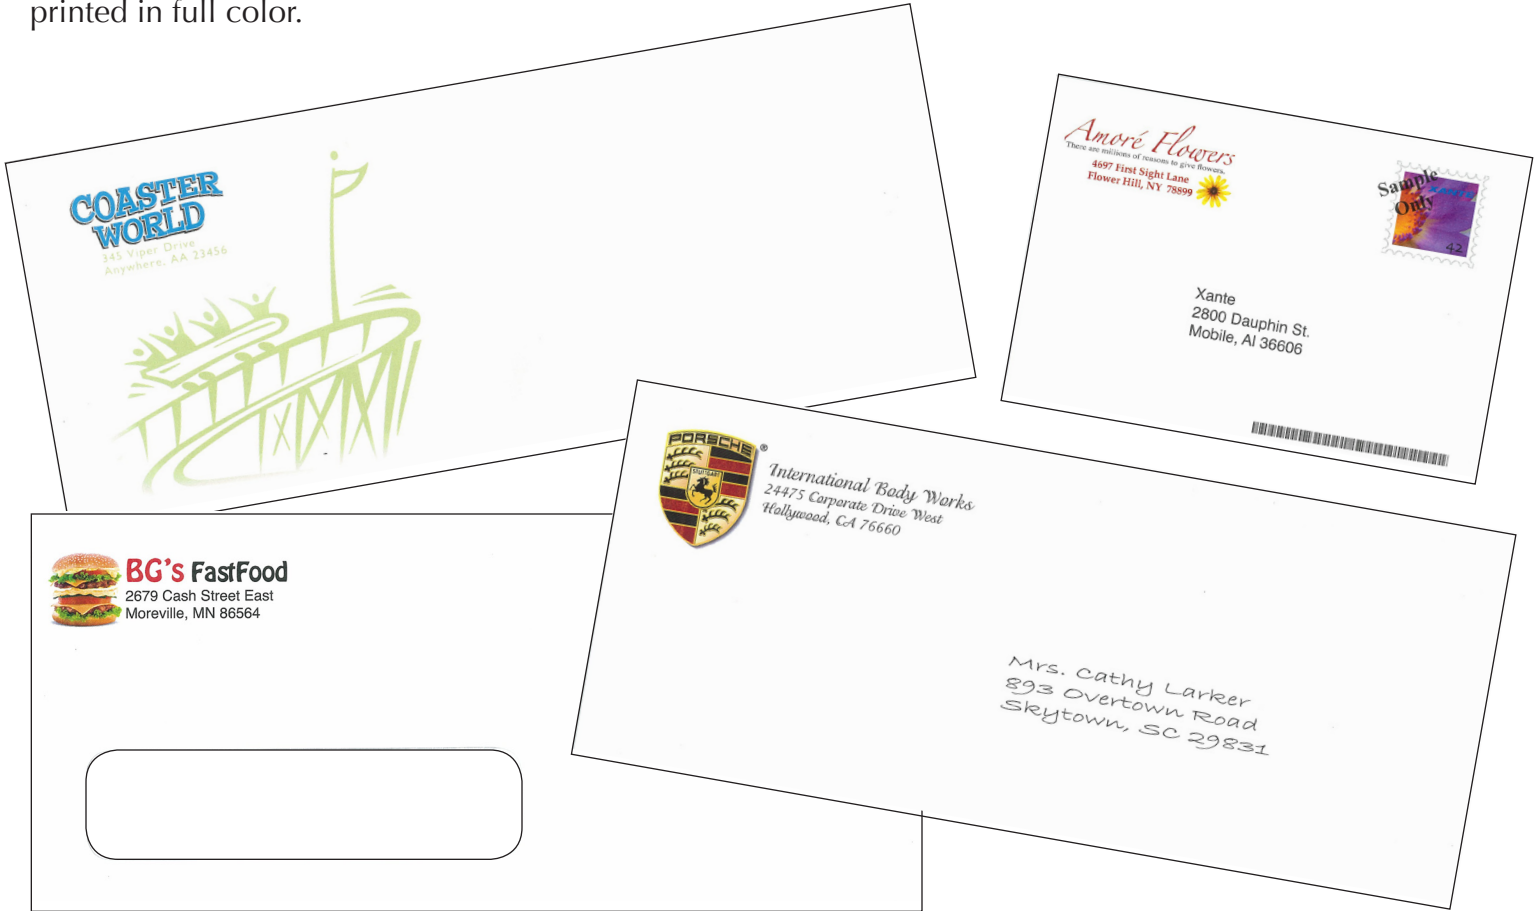 printed in full color.
COASTER
WORLD
345 Viper Drive
Anywhere, AA 23456
Amoré Flowers
There are millions of reasons to give flowers.
4697 First Sight Lane
Flower Hill, NY 78899
Sample
Only
xanté
42
Xante
2800 Dauphin St.
Mobile, Al 36606
PORSCHE
®
STUTTGART
International Body Works
24475 Corporate Drive West
Hollywood, CA 76660
Mrs. Cathy Larker
893 Overtown Road
Skytown, SC 29831
BG's FastFood
2679 Cash Street East
Moreville, MN 86564